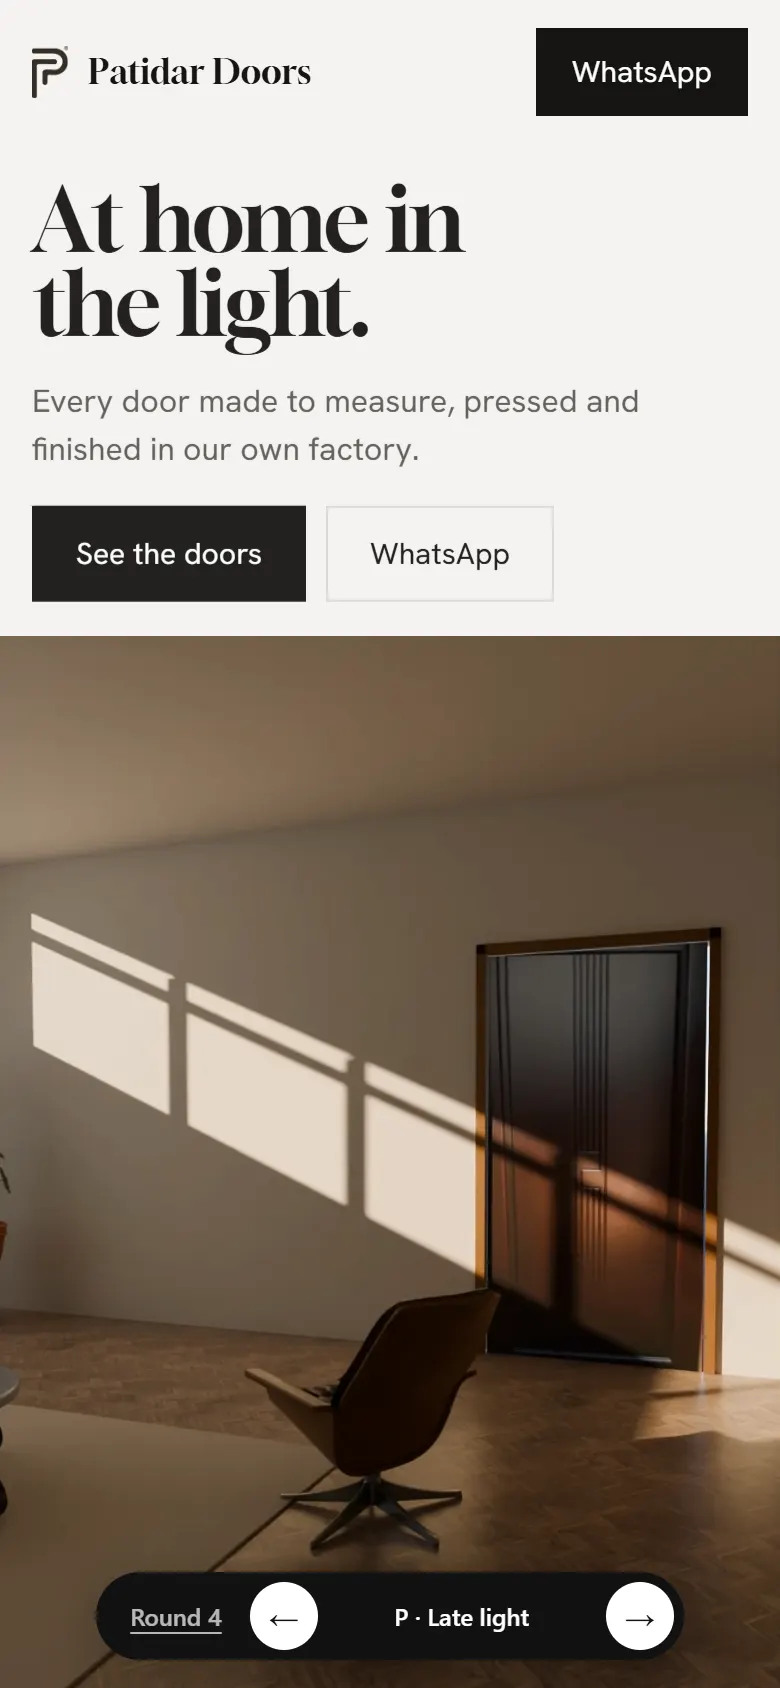 Patidar Doors
WhatsApp
At home in
the light.
Every door made to measure, pressed and
finished in our own factory.
See the doors
WhatsApp
Round 4
←
P · Late light
→